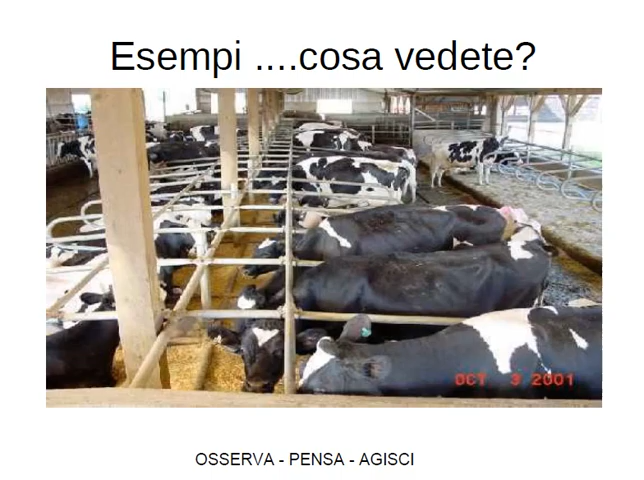 Esempi ....cosa vedete?
OCT 3 2001
OSSERVA - PENSA - AGISCI